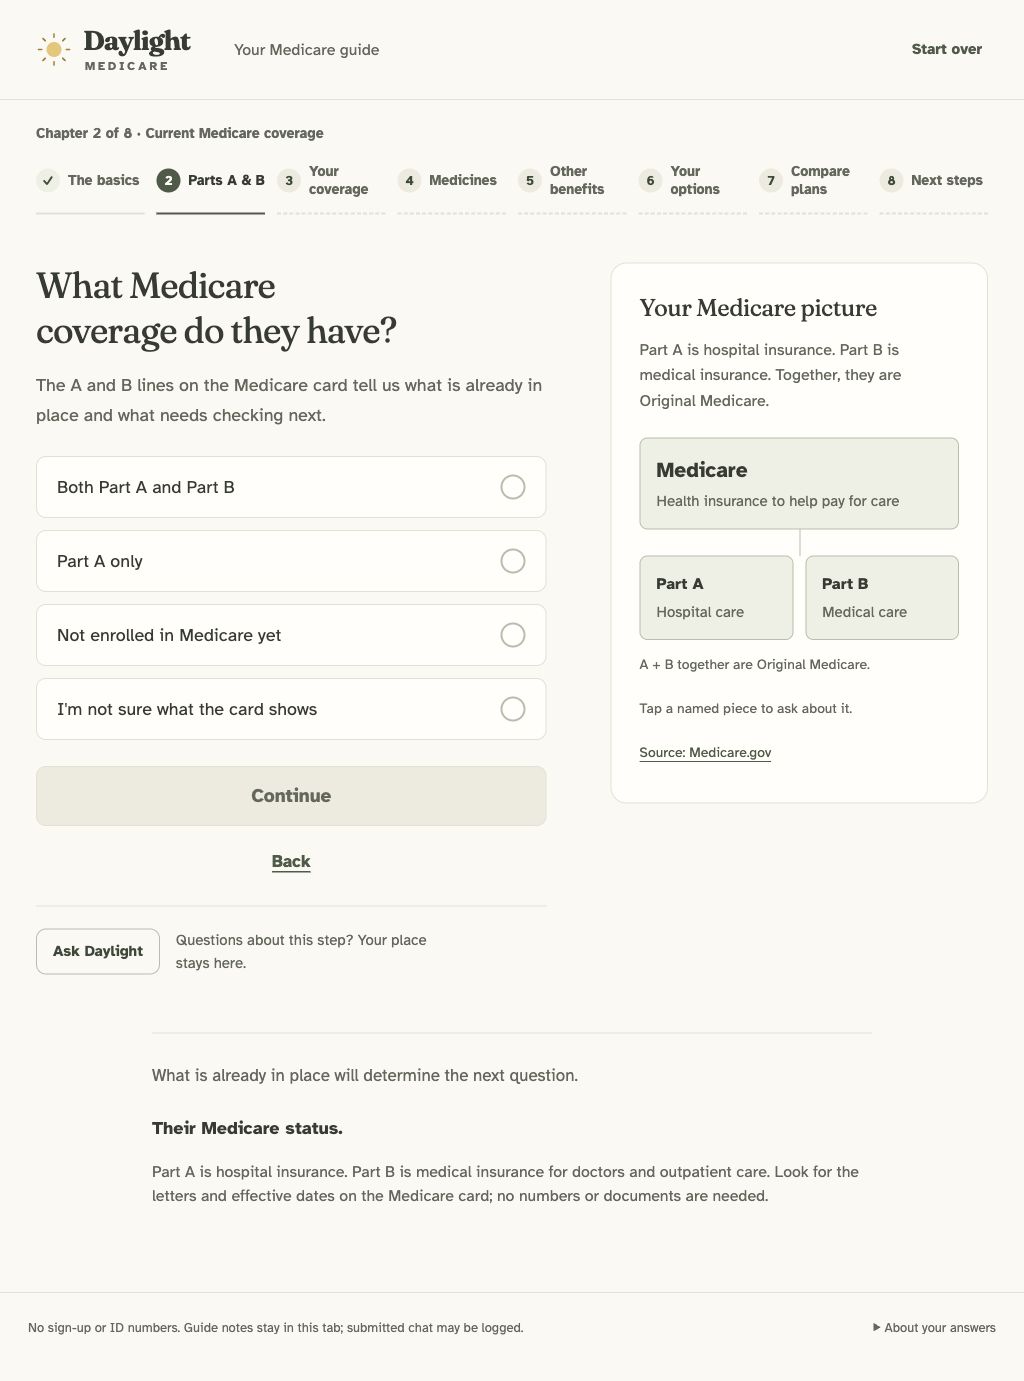 Daylight
MEDICARE
Your Medicare guide
Start over
Chapter 2 of 8 · Current Medicare coverage
The basics
2 Parts A & B
3 Your
coverage
4 Medicines
5 Other
benefits
6 Your
options
7 Compare
plans
8 Next steps
What Medicare
coverage do they have?
The A and B lines on the Medicare card tell us what is already in
place and what needs checking next.
Both Part A and Part B
Part A only
Not enrolled in Medicare yet
I'm not sure what the card shows
Continue
Back
Ask Daylight
Questions about this step? Your place
stays here.
Your Medicare picture
Part A is hospital insurance. Part B is
medical insurance. Together, they are
Original Medicare.
Medicare
Health insurance to help pay for care
Part A
Hospital care
Part B
Medical care
A + B together are Original Medicare.
Tap a named piece to ask about it.
Source: Medicare.gov
What is already in place will determine the next question.
Their Medicare status.
Part A is hospital insurance. Part B is medical insurance for doctors and outpatient care. Look for the
letters and effective dates on the Medicare card; no numbers or documents are needed.
No sign-up or ID numbers. Guide notes stay in this tab; submitted chat may be logged.
About your answers